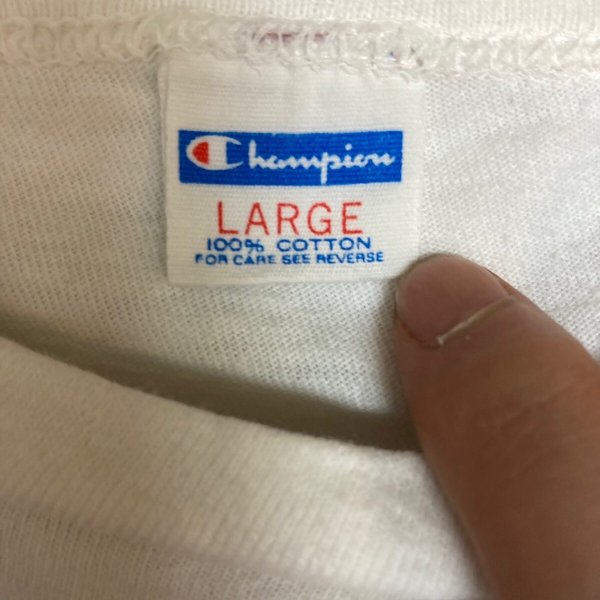 Champion
LARGE
100% COTTON
FOR CARE SEE REVERSE